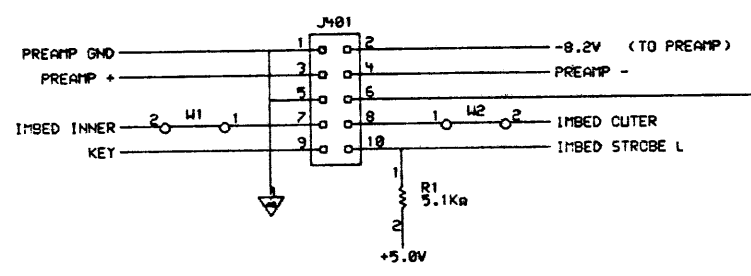 J401
PREAMP GND 1 2 -8.2V (TO PREAMP)
PREAMP + 3 4 PREAMP -
5 6
IMBED INNER 2 W1 1 7 8 1 W2 2 IMBED OUTER
KEY 9 10 IMBED STROBE L
1
R1
5.1KΩ
2
+5.0V